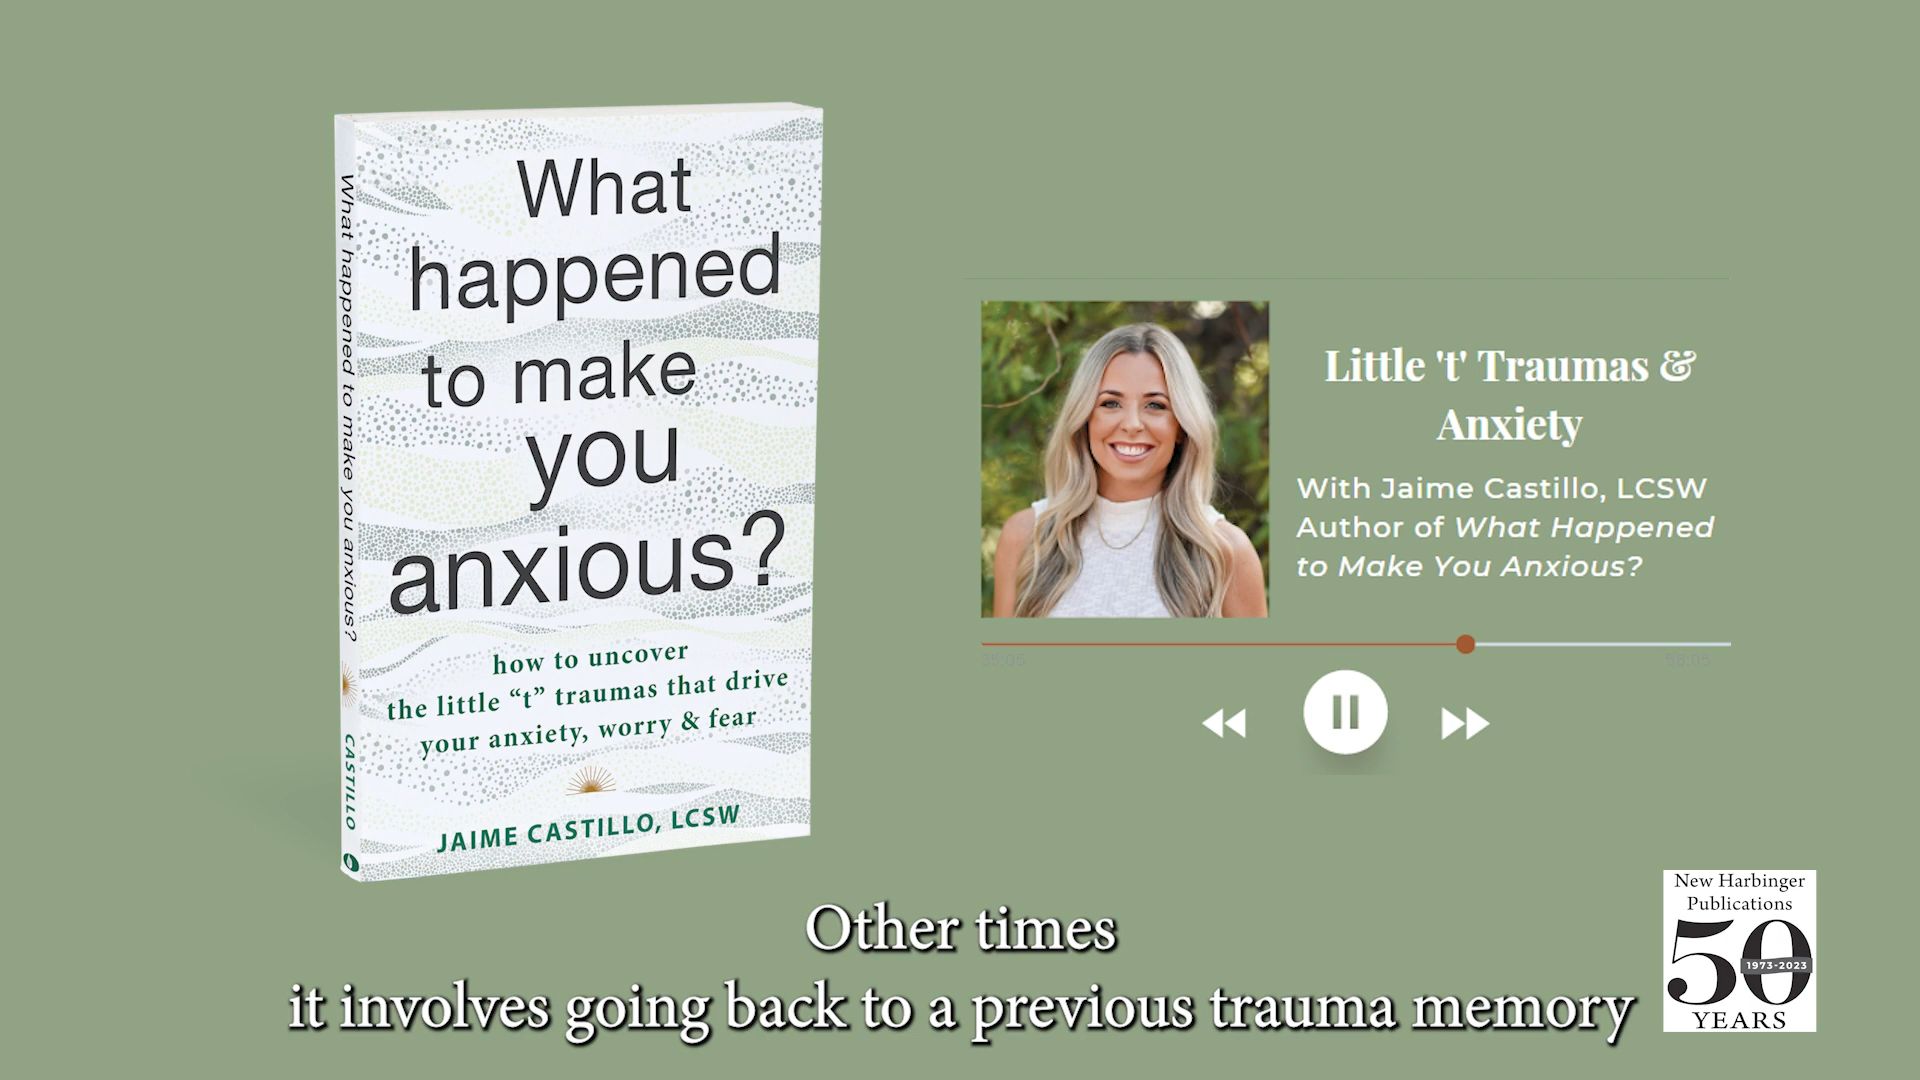 What
happened
to make
you
anxious?
how to uncover
the little “t” traumas that drive
your anxiety, worry & fear
JAIME CASTILLO, LCSW
What happened to make you anxious?
CASTILLO
Little 't' Traumas &
Anxiety
With Jaime Castillo, LCSW
Author of What Happened
to Make You Anxious?
35:05
Other times
it involves going back to a previous trauma memory
New Harbinger
Publications
50
1973-2023
YEARS